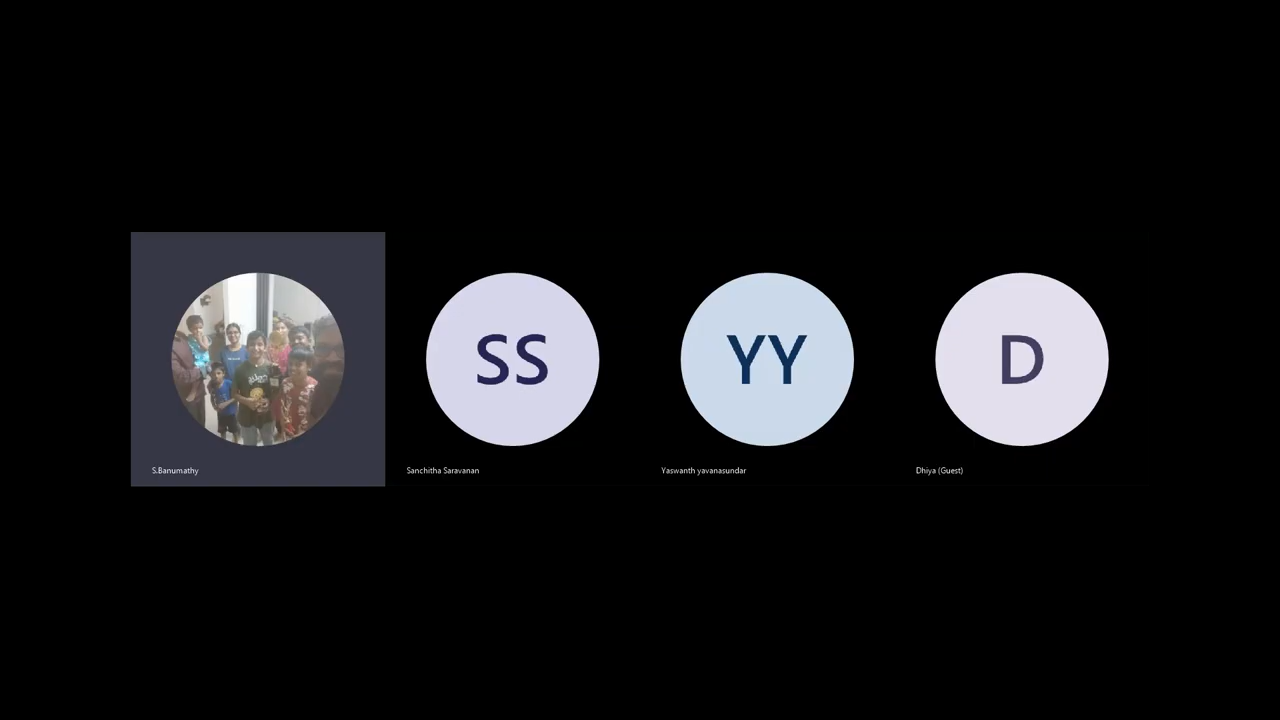 SS
YY
D
S.Banumathy
Sanchitha Saravanan
Yaswanth yavanasundar
Dhiya (Guest)